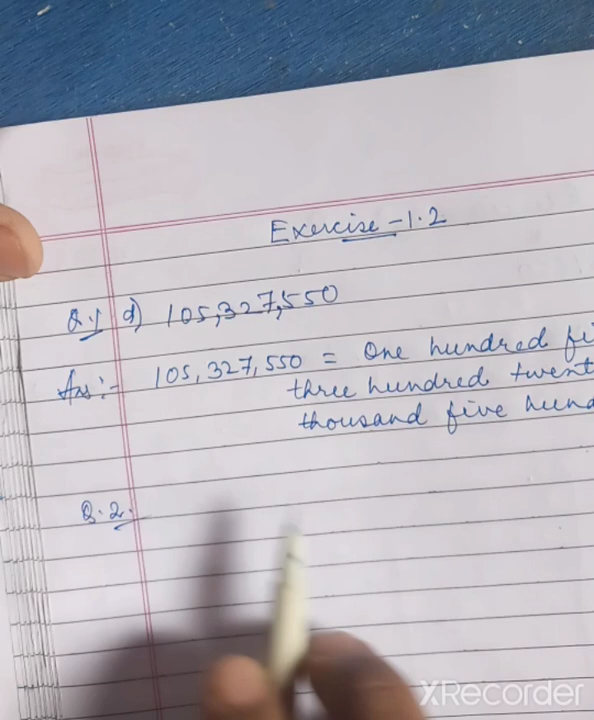 Exercise - 1.2
Q.1 d) 105,327,550
Ans:- 105,327,550 = One hundred
three hundred
thousand five
Q.2.
XRecorder